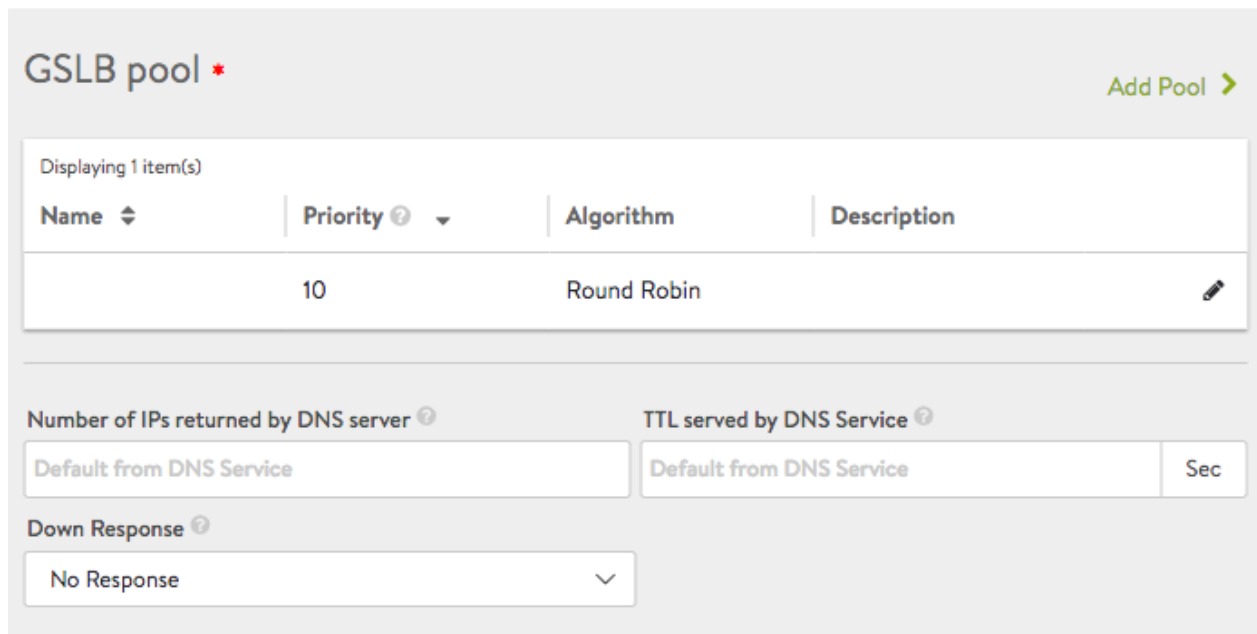 GSLB pool *
Add Pool
Displaying 1 item(s)
Name Priority ? Algorithm Description
10 Round Robin
Number of IPs returned by DNS server ? TTL served by DNS Service ?
Default from DNS Service Default from DNS Service Sec
Down Response ?
No Response